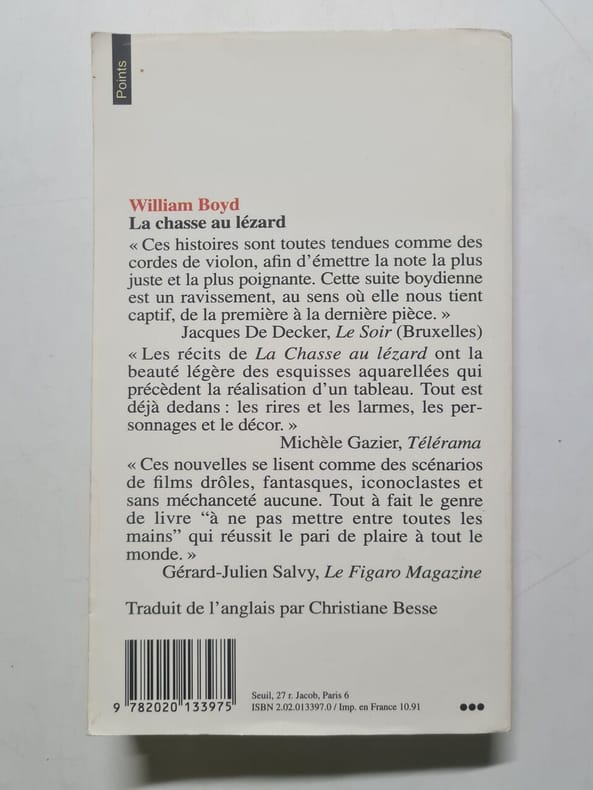 Points
William Boyd
La chasse au lézard
« Ces histoires sont toutes tendues comme des
cordes de violon, afin d’émettre la note la plus
juste et la plus poignante. Cette suite boydienne
est un ravissement, au sens où elle nous tient
captif, de la première à la dernière pièce. »
Jacques De Decker, Le Soir (Bruxelles)
« Les récits de La Chasse au lézard ont la
beauté légère des esquisses aquarellées qui
précèdent la réalisation d’un tableau. Tout est
déjà dedans : les rires et les larmes, les per-
sonnages et le décor. »
Michèle Gazier, Télérama
« Ces nouvelles se lisent comme des scénarios
de films drôles, fantasques, iconoclastes et
sans méchanceté aucune. Tout à fait le genre
de livre “à ne pas mettre entre toutes les
mains” qui réussit le pari de plaire à tout le
monde. »
Gérard-Julien Salvy, Le Figaro Magazine
Traduit de l’anglais par Christiane Besse
Seuil, 27 r. Jacob, Paris 6
ISBN 2.02.013397.0 / Imp. en France 10.91
9 782020 133975